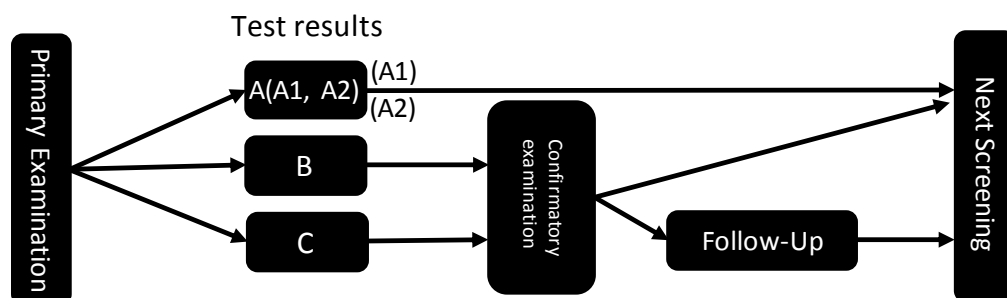 Test results
Primary Examination
A(A1, A2)
(A1)
(A2)
B
C
Confirmatory
examination
Follow-Up
Next Screening